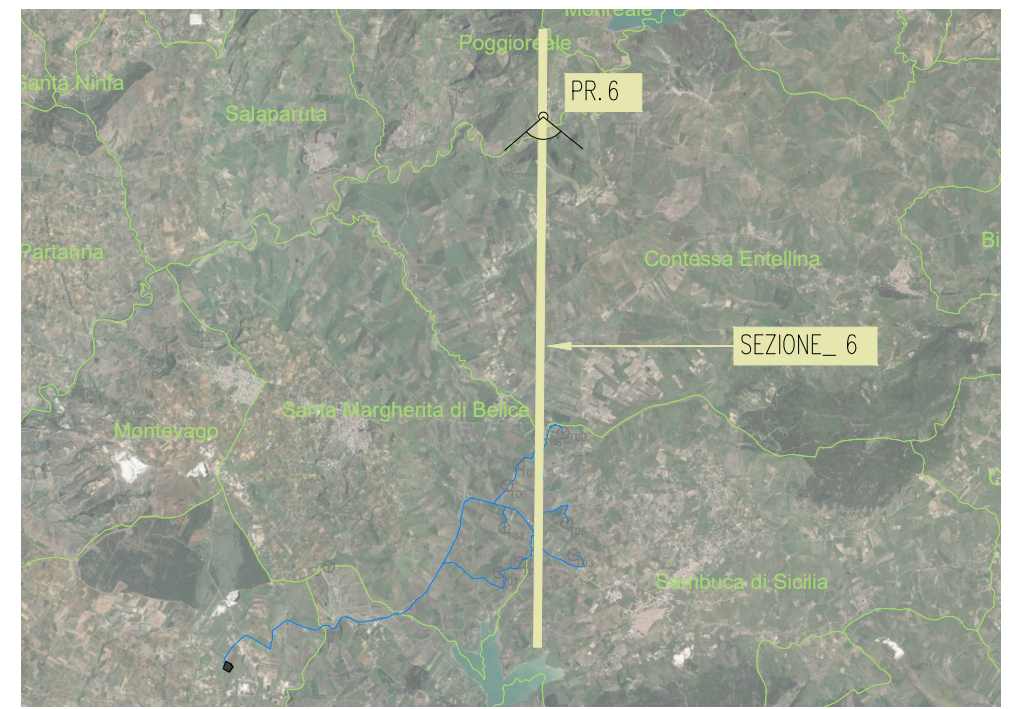 Monreale
Poggioreale
Santa Ninfa
PR. 6
Salaparuta
Partanna
Bi
Contessa Entellina
SEZIONE_ 6
Santa Margherita di Belice
Montevago
Sambuca di Sicilia